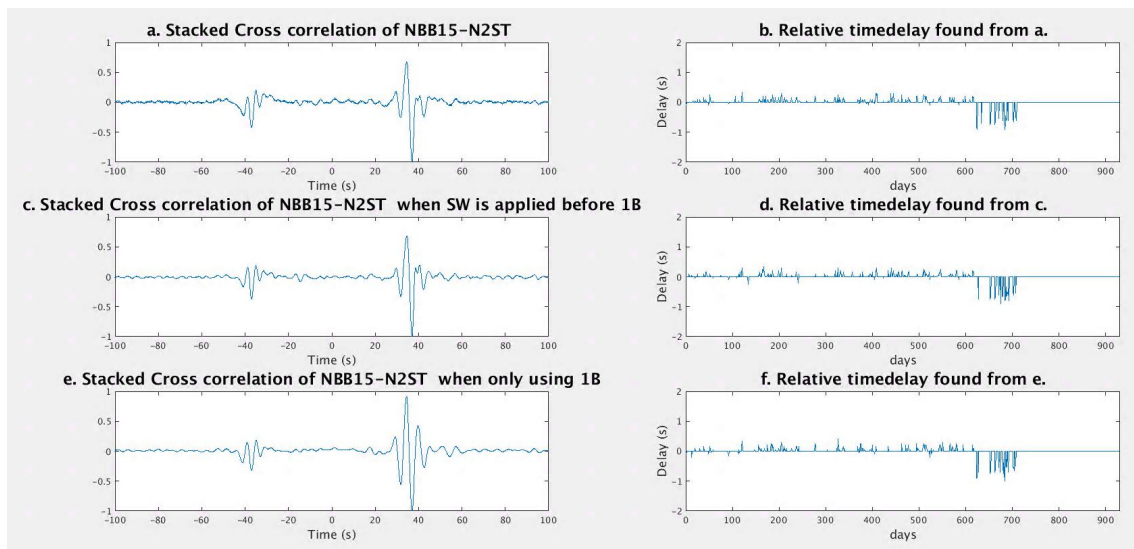 a. Stacked Cross correlation of NBB15-N2ST
1
0.5
0
-0.5
-1
-100 -80 -60 -40 -20 0 20 40 60 80 100
Time (s)
b. Relative timedelay found from a.
Delay (s)
2
1
0
-1
-2
0 100 200 300 400 500 600 700 800 900
days
c. Stacked Cross correlation of NBB15-N2ST when SW is applied before 1B
1
0.5
0
-0.5
-1
-100 -80 -60 -40 -20 0 20 40 60 80 100
Time (s)
d. Relative timedelay found from c.
Delay (s)
2
1
0
-1
-2
0 100 200 300 400 500 600 700 800 900
days
e. Stacked Cross correlation of NBB15-N2ST when only using 1B
1
0.5
0
-0.5
-1
-100 -80 -60 -40 -20 0 20 40 60 80 100
Time (s)
f. Relative timedelay found from e.
Delay (s)
2
1
0
-1
-2
0 100 200 300 400 500 600 700 800 900
days